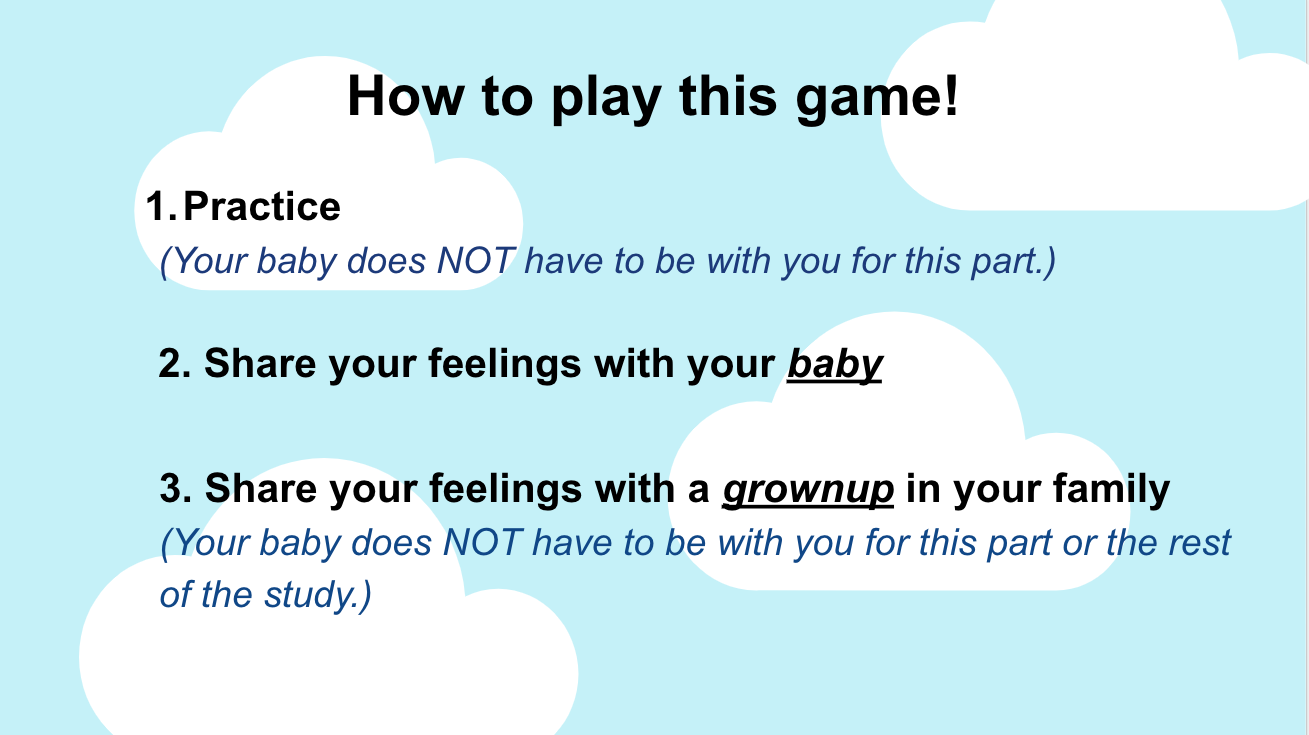 How to play this game!
1. Practice
(Your baby does NOT have to be with you for this part.)
2. Share your feelings with your baby
3. Share your feelings with a grownup in your family
(Your baby does NOT have to be with you for this part or the rest
of the study.)